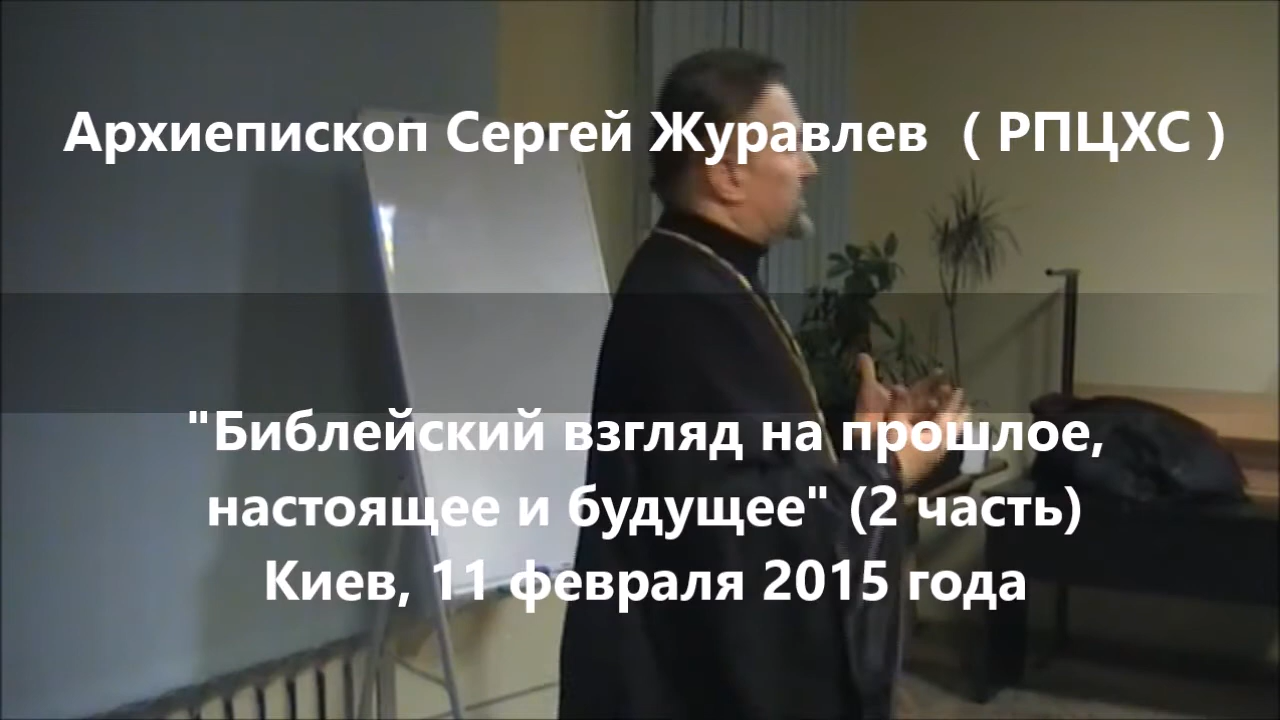 Архиепископ Сергей Журавлев ( РПЦХС )
"Библейский взгляд на прошлое,
настоящее и будущее" (2 часть)
Киев, 11 февраля 2015 года